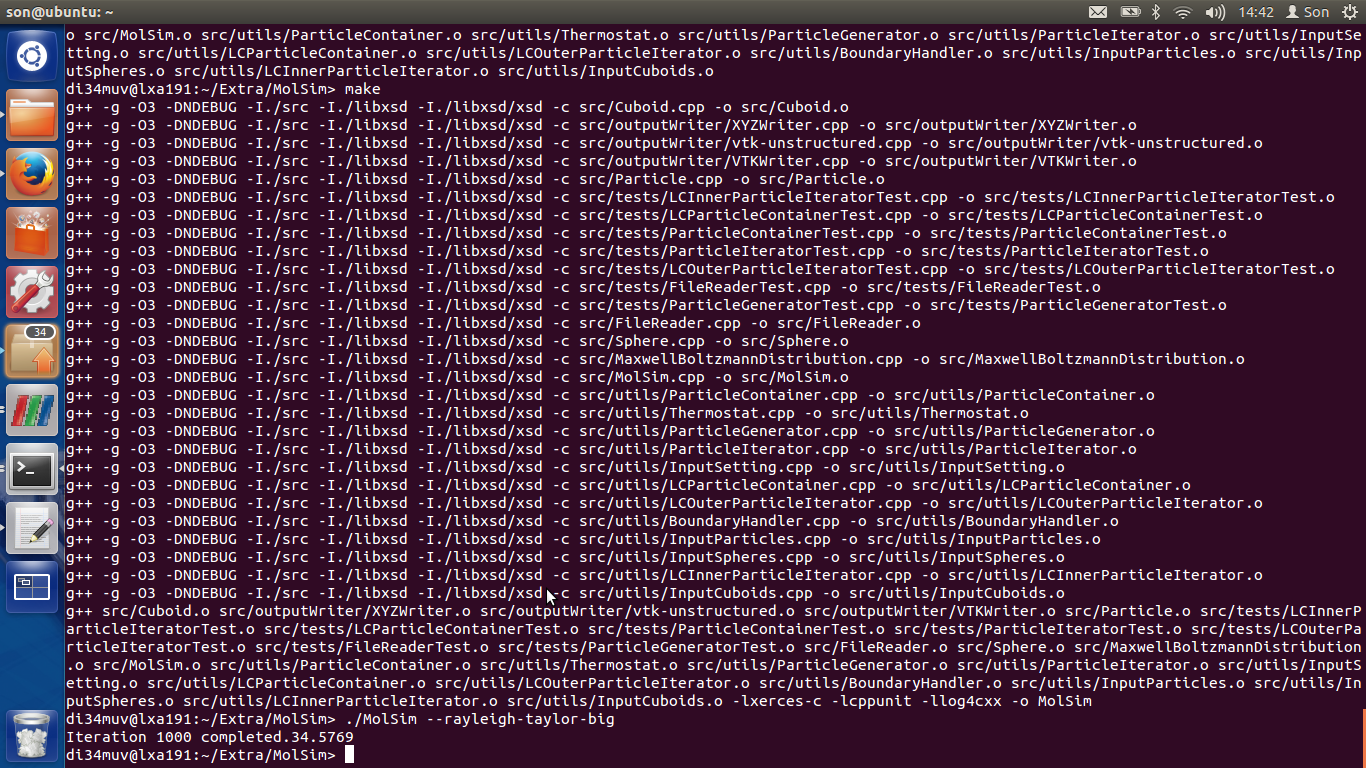 son@ubuntu: ~
14:42
Son
34
o src/MolSim.o src/utils/ParticleContainer.o src/utils/Thermostat.o src/utils/ParticleGenerator.o src/utils/ParticleIterator.o src/utils/InputSe
tting.o src/utils/LCParticleContainer.o src/utils/LCOuterParticleIterator.o src/utils/BoundaryHandler.o src/utils/InputParticles.o src/utils/Inp
utSpheres.o src/utils/LCInnerParticleIterator.o src/utils/InputCuboids.o
di34muv@lxa191:~/Extra/MolSim> make
g++ -g -O3 -DNDEBUG -I./src -I./libxsd -I./libxsd/xsd -c src/Cuboid.cpp -o src/Cuboid.o
g++ -g -O3 -DNDEBUG -I./src -I./libxsd -I./libxsd/xsd -c src/outputWriter/XYZWriter.cpp -o src/outputWriter/XYZWriter.o
g++ -g -O3 -DNDEBUG -I./src -I./libxsd -I./libxsd/xsd -c src/outputWriter/vtk-unstructured.cpp -o src/outputWriter/vtk-unstructured.o
g++ -g -O3 -DNDEBUG -I./src -I./libxsd -I./libxsd/xsd -c src/outputWriter/VTKWriter.cpp -o src/outputWriter/VTKWriter.o
g++ -g -O3 -DNDEBUG -I./src -I./libxsd -I./libxsd/xsd -c src/Particle.cpp -o src/Particle.o
g++ -g -O3 -DNDEBUG -I./src -I./libxsd -I./libxsd/xsd -c src/tests/LCInnerParticleIteratorTest.cpp -o src/tests/LCInnerParticleIteratorTest.o
g++ -g -O3 -DNDEBUG -I./src -I./libxsd -I./libxsd/xsd -c src/tests/LCParticleContainerTest.cpp -o src/tests/LCParticleContainerTest.o
g++ -g -O3 -DNDEBUG -I./src -I./libxsd -I./libxsd/xsd -c src/tests/ParticleContainerTest.cpp -o src/tests/ParticleContainerTest.o
g++ -g -O3 -DNDEBUG -I./src -I./libxsd -I./libxsd/xsd -c src/tests/ParticleIteratorTest.cpp -o src/tests/ParticleIteratorTest.o
g++ -g -O3 -DNDEBUG -I./src -I./libxsd -I./libxsd/xsd -c src/tests/LCOuterParticleIteratorTest.cpp -o src/tests/LCOuterParticleIteratorTest.o
g++ -g -O3 -DNDEBUG -I./src -I./libxsd -I./libxsd/xsd -c src/tests/FileReaderTest.cpp -o src/tests/FileReaderTest.o
g++ -g -O3 -DNDEBUG -I./src -I./libxsd -I./libxsd/xsd -c src/tests/ParticleGeneratorTest.cpp -o src/tests/ParticleGeneratorTest.o
g++ -g -O3 -DNDEBUG -I./src -I./libxsd -I./libxsd/xsd -c src/FileReader.cpp -o src/FileReader.o
g++ -g -O3 -DNDEBUG -I./src -I./libxsd -I./libxsd/xsd -c src/Sphere.cpp -o src/Sphere.o
g++ -g -O3 -DNDEBUG -I./src -I./libxsd -I./libxsd/xsd -c src/MaxwellBoltzmannDistribution.cpp -o src/MaxwellBoltzmannDistribution.o
g++ -g -O3 -DNDEBUG -I./src -I./libxsd -I./libxsd/xsd -c src/MolSim.cpp -o src/MolSim.o
g++ -g -O3 -DNDEBUG -I./src -I./libxsd -I./libxsd/xsd -c src/utils/ParticleContainer.cpp -o src/utils/ParticleContainer.o
g++ -g -O3 -DNDEBUG -I./src -I./libxsd -I./libxsd/xsd -c src/utils/Thermostat.cpp -o src/utils/Thermostat.o
g++ -g -O3 -DNDEBUG -I./src -I./libxsd -I./libxsd/xsd -c src/utils/ParticleGenerator.cpp -o src/utils/ParticleGenerator.o
g++ -g -O3 -DNDEBUG -I./src -I./libxsd -I./libxsd/xsd -c src/utils/ParticleIterator.cpp -o src/utils/ParticleIterator.o
g++ -g -O3 -DNDEBUG -I./src -I./libxsd -I./libxsd/xsd -c src/utils/InputSetting.cpp -o src/utils/InputSetting.o
g++ -g -O3 -DNDEBUG -I./src -I./libxsd -I./libxsd/xsd -c src/utils/LCParticleContainer.cpp -o src/utils/LCParticleContainer.o
g++ -g -O3 -DNDEBUG -I./src -I./libxsd -I./libxsd/xsd -c src/utils/LCOuterParticleIterator.cpp -o src/utils/LCOuterParticleIterator.o
g++ -g -O3 -DNDEBUG -I./src -I./libxsd -I./libxsd/xsd -c src/utils/BoundaryHandler.cpp -o src/utils/BoundaryHandler.o
g++ -g -O3 -DNDEBUG -I./src -I./libxsd -I./libxsd/xsd -c src/utils/InputParticles.cpp -o src/utils/InputParticles.o
g++ -g -O3 -DNDEBUG -I./src -I./libxsd -I./libxsd/xsd -c src/utils/InputSpheres.cpp -o src/utils/InputSpheres.o
g++ -g -O3 -DNDEBUG -I./src -I./libxsd -I./libxsd/xsd -c src/utils/LCInnerParticleIterator.cpp -o src/utils/LCInnerParticleIterator.o
g++ -g -O3 -DNDEBUG -I./src -I./libxsd -I./libxsd/xsd -c src/utils/InputCuboids.cpp -o src/utils/InputCuboids.o
g++ src/Cuboid.o src/outputWriter/XYZWriter.o src/outputWriter/vtk-unstructured.o src/outputWriter/VTKWriter.o src/Particle.o src/tests/LCInnerP
articleIteratorTest.o src/tests/LCParticleContainerTest.o src/tests/ParticleContainerTest.o src/tests/ParticleIteratorTest.o src/tests/LCOuterPa
rticleIteratorTest.o src/tests/FileReaderTest.o src/tests/ParticleGeneratorTest.o src/FileReader.o src/Sphere.o src/MaxwellBoltzmannDistribution
.o src/MolSim.o src/utils/ParticleContainer.o src/utils/Thermostat.o src/utils/ParticleGenerator.o src/utils/ParticleIterator.o src/utils/InputS
etting.o src/utils/LCParticleContainer.o src/utils/LCOuterParticleIterator.o src/utils/BoundaryHandler.o src/utils/InputParticles.o src/utils/In
putSpheres.o src/utils/LCInnerParticleIterator.o src/utils/InputCuboids.o -lxerces-c -lcppunit -llog4cxx -o MolSim
di34muv@lxa191:~/Extra/MolSim> ./MolSim --rayleigh-taylor-big
Iteration 1000 completed.34.5769
di34muv@lxa191:~/Extra/MolSim>